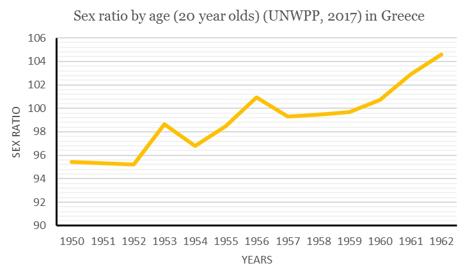 Sex ratio by age (20 year olds) (UNWPP, 2017) in Greece
106
104
102
100
98
96
94
92
90
SEX RATIO
1950 1951 1952 1953 1954 1955 1956 1957 1958 1959 1960 1961 1962
YEARS